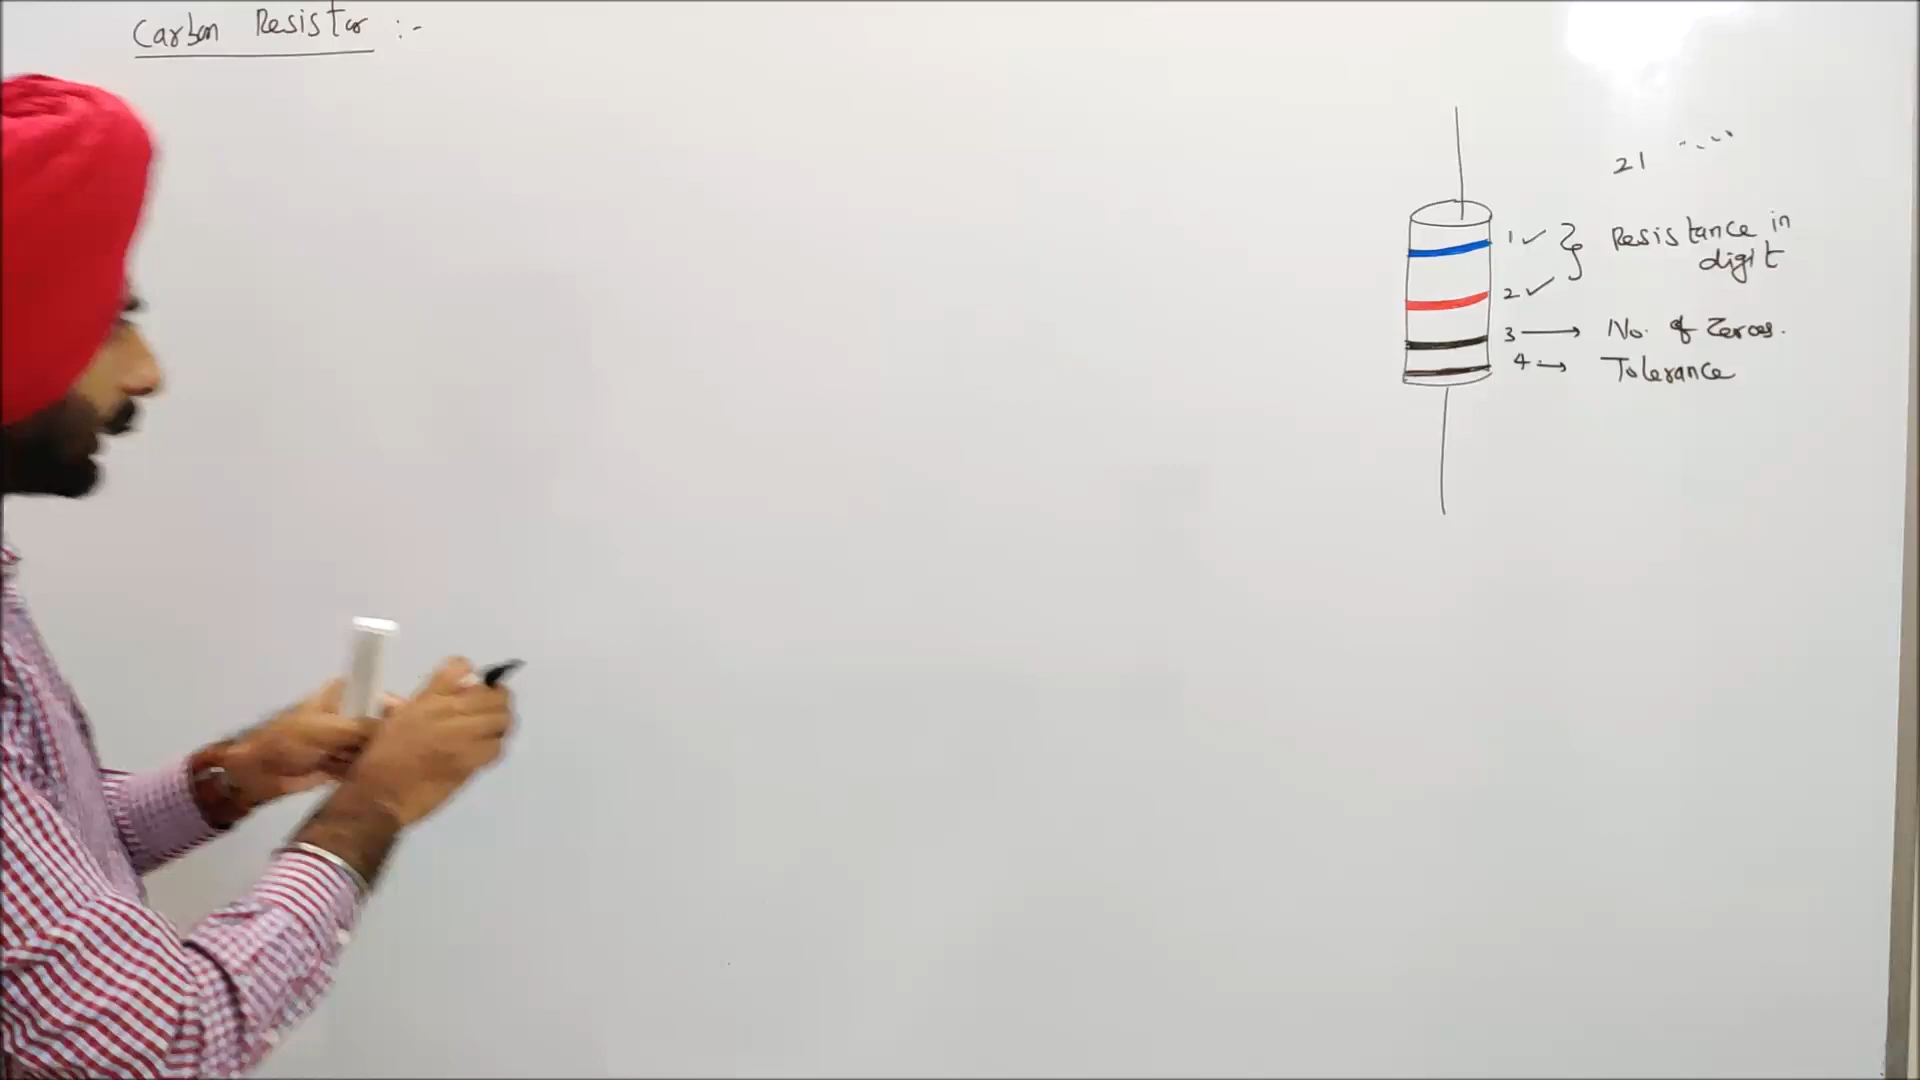 Carbon Resistor :-
21 .....
1 ✓ } Resistance in
digit
2 ✓
3 → No. of Zeroes.
4 → Tolerance